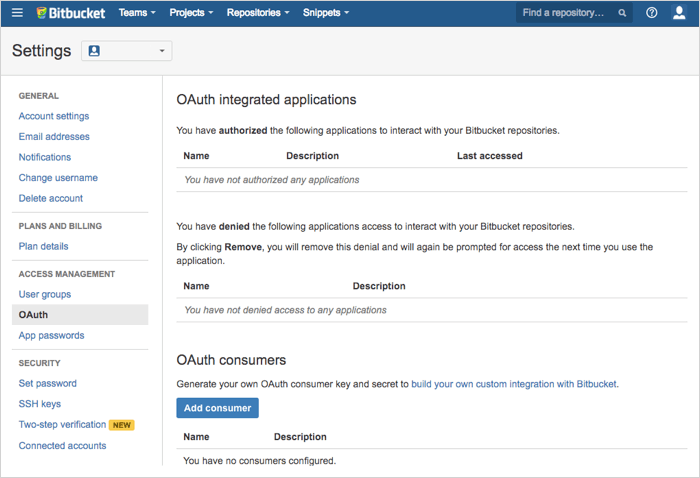 Bitbucket Teams Projects Repositories Snippets Find a repository...
Settings
GENERAL
Account settings
Email addresses
Notifications
Change username
Delete account
PLANS AND BILLING
Plan details
ACCESS MANAGEMENT
User groups
OAuth
App passwords
SECURITY
Set password
SSH keys
Two-step verification NEW
Connected accounts
OAuth integrated applications
You have authorized the following applications to interact with your Bitbucket repositories.
Name Description Last accessed
You have not authorized any applications
You have denied the following applications access to interact with your Bitbucket repositories.
By clicking Remove, you will remove this denial and will again be prompted for access the next time you use the
application.
Name Description
You have not denied access to any applications
OAuth consumers
Generate your own OAuth consumer key and secret to build your own custom integration with Bitbucket.
Add consumer
Name Description
You have no consumers configured.